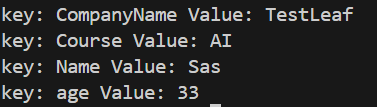 key: CompanyName Value: TestLeaf
key: Course Value: AI
key: Name Value: Sas
key: age Value: 33